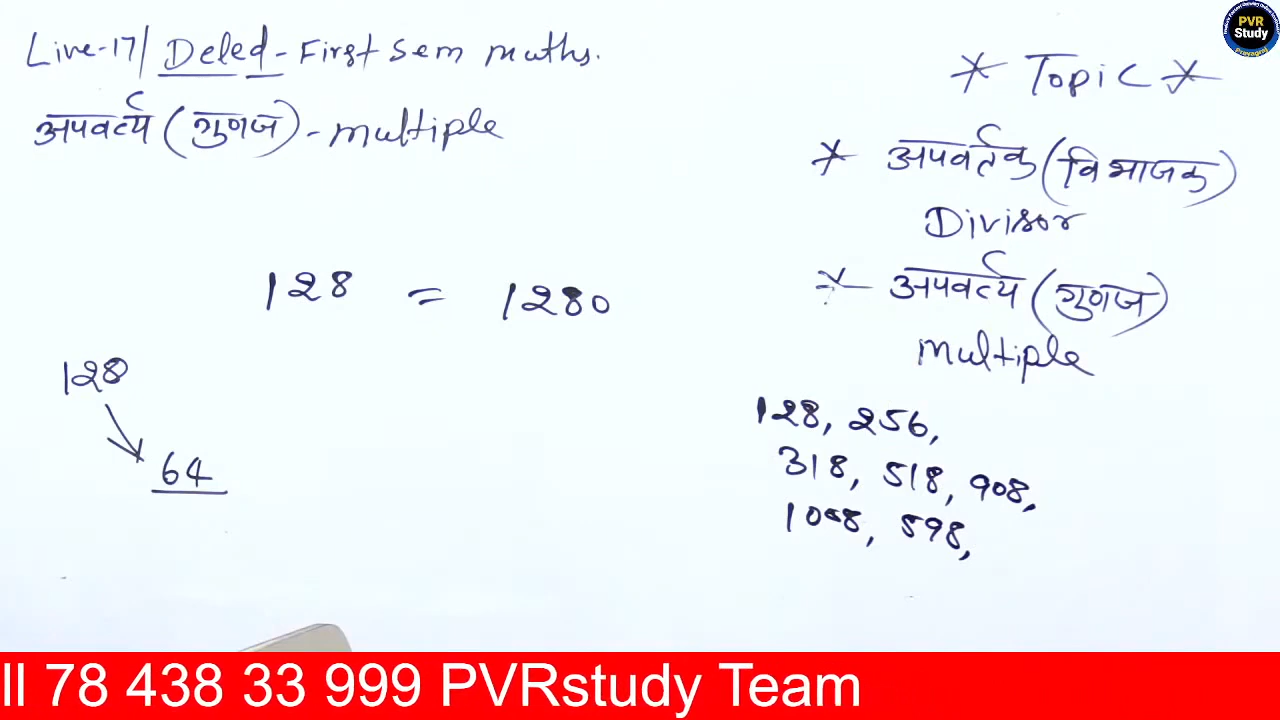 Live-17/ Deled - First sem maths.
अपवर्त्य (गुणज) - multiple
128 = 1280
128
64
* Topic *
* अपवर्तक (विभाजक)
Divisor
* अपवर्त्य (गुणज)
multiple
128, 256,
318, 518, 908,
598,
PVR
Study
Prayagraj
ll 78 438 33 999 PVRstudy Team